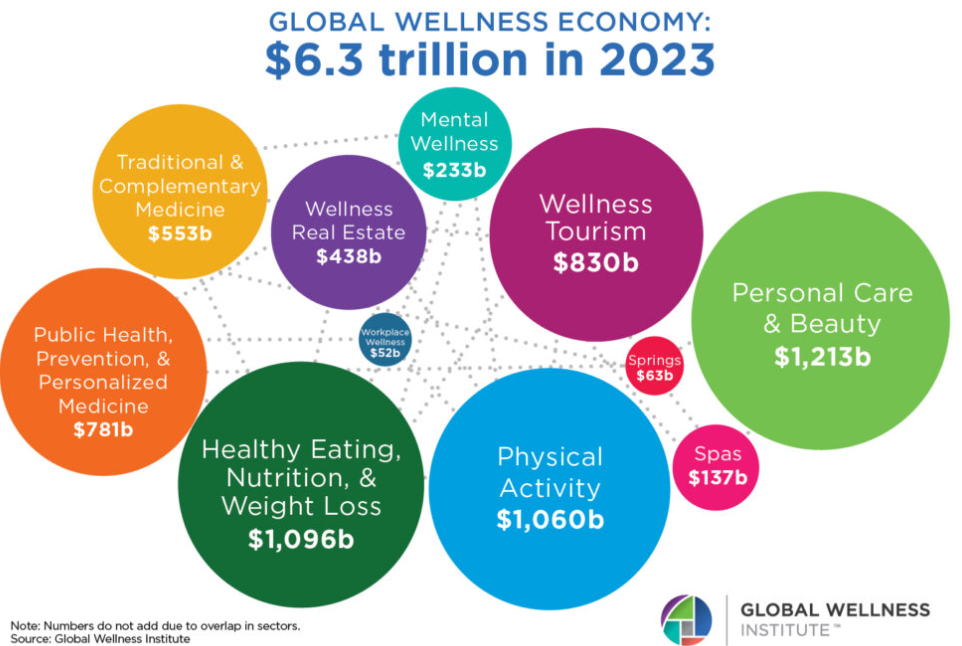 GLOBAL WELLNESS ECONOMY:
$6.3 trillion in 2023
Mental
Wellness
$233b
Traditional &
Complementary
Medicine
$553b
Wellness
Real Estate
$438b
Wellness
Tourism
$830b
Personal Care
& Beauty
$1,213b
Public Health,
Prevention, &
Personalized
Medicine
$781b
Workplace
Wellness
$52b
Springs
$63b
Healthy Eating,
Nutrition, &
Weight Loss
$1,096b
Physical
Activity
$1,060b
Spas
$137b
Note: Numbers do not add due to overlap in sectors.
Source: Global Wellness Institute
GLOBAL WELLNESS
INSTITUTE™